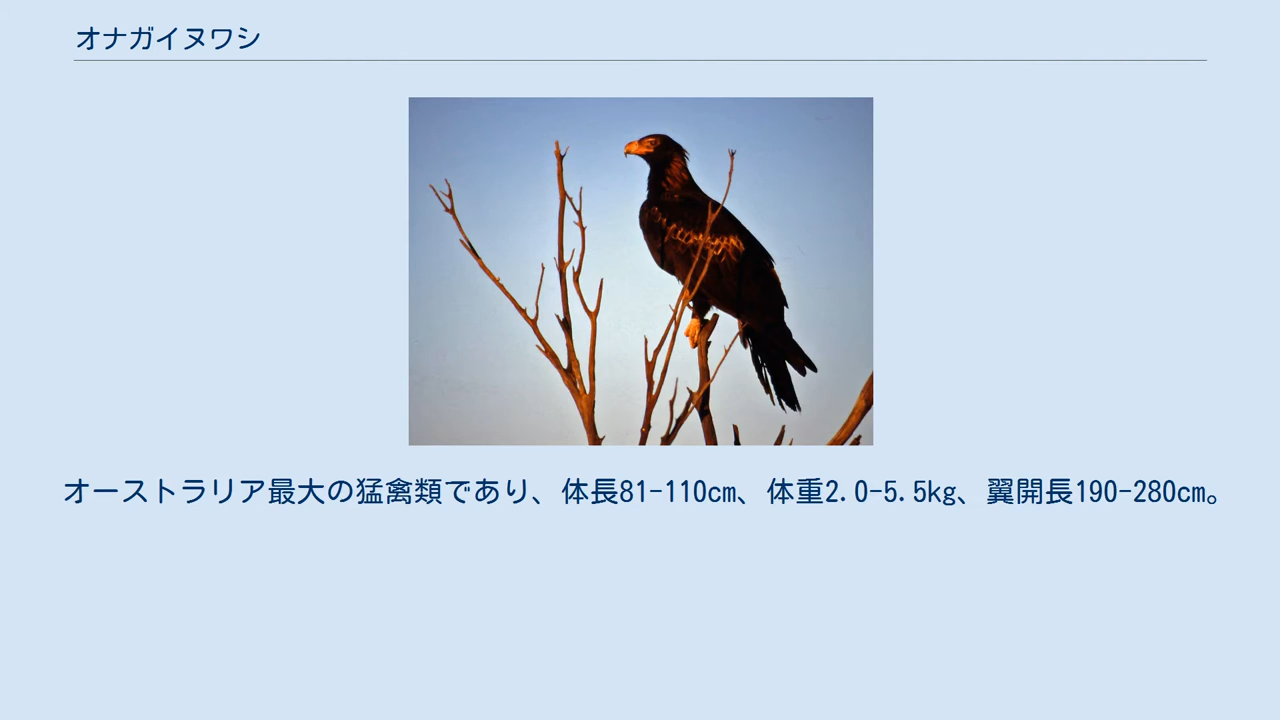 オナガイヌワシ
オーストラリア最大の猛禽類であり、体長81-110cm、体重2.0-5.5kg、翼開長190-280cm。